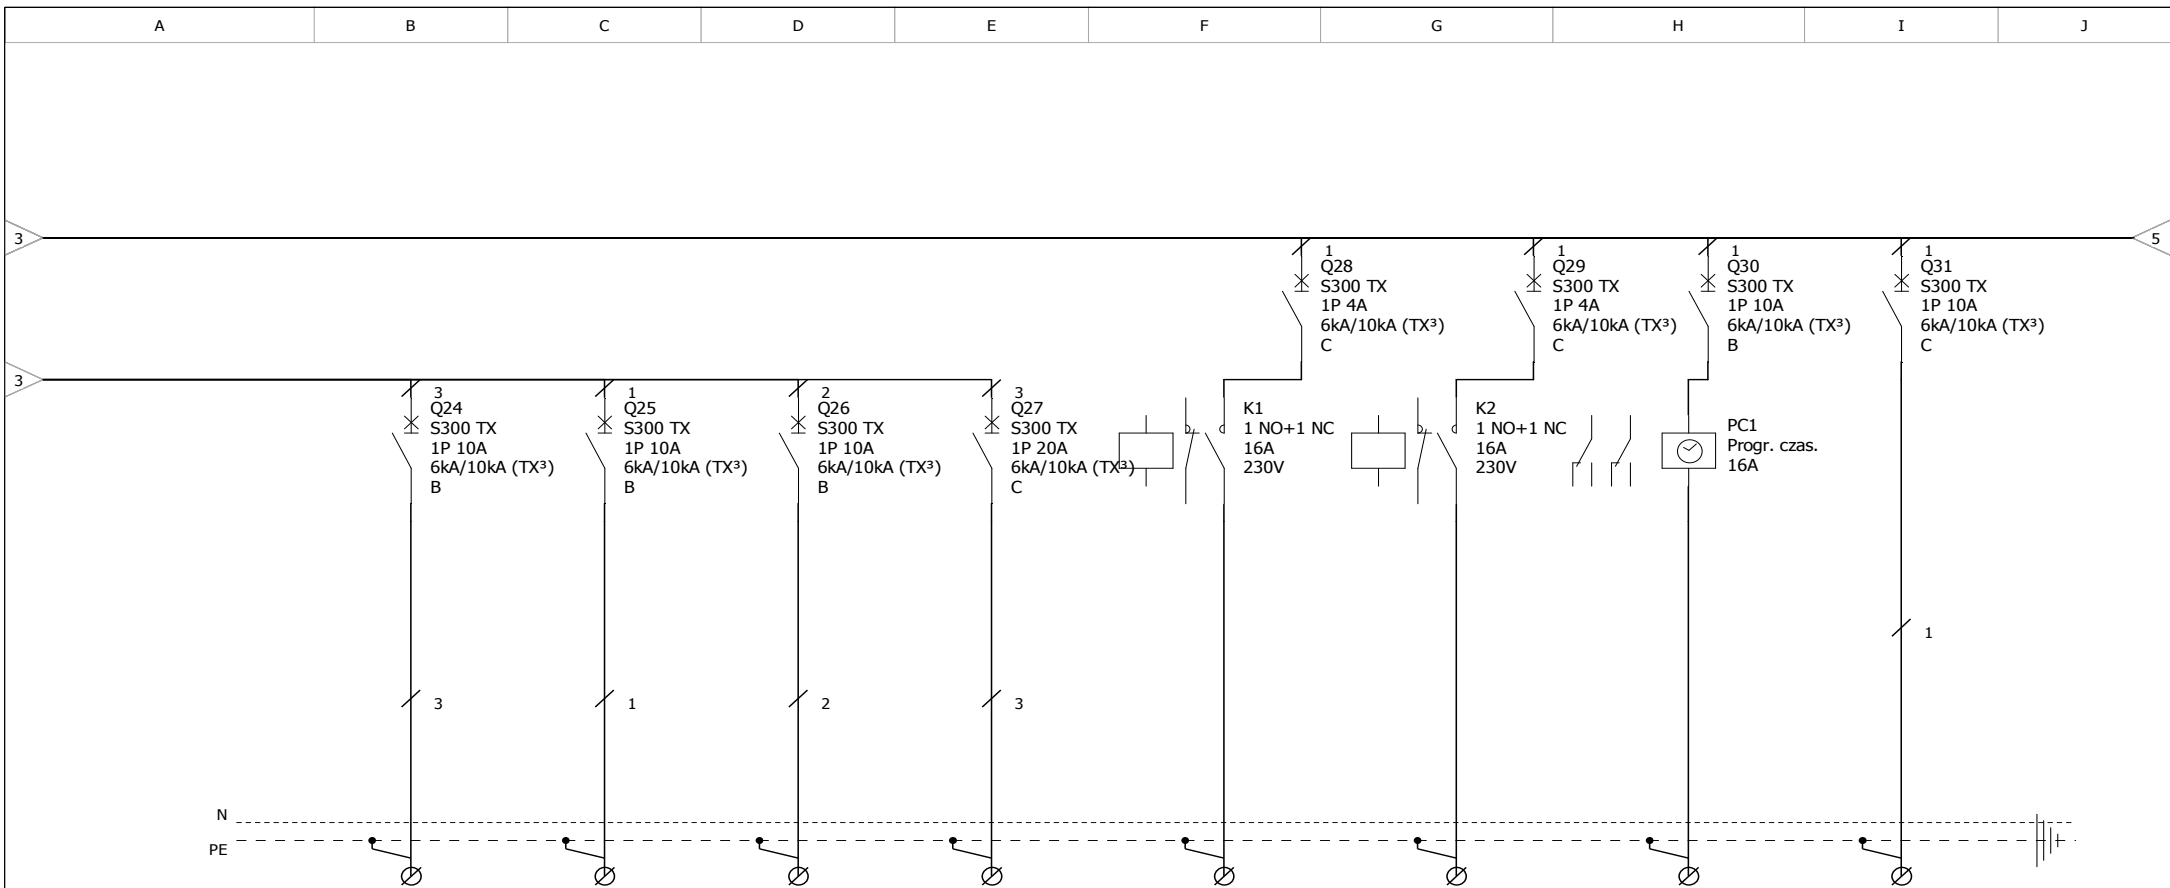 A B C D E F G H I J
3
5
1
Q28
S300 TX
1P 4A
6kA/10kA (TX³)
C
1
Q29
S300 TX
1P 4A
6kA/10kA (TX³)
C
1
Q30
S300 TX
1P 10A
6kA/10kA (TX³)
B
1
Q31
S300 TX
1P 10A
6kA/10kA (TX³)
C
3
3
Q24
S300 TX
1P 10A
6kA/10kA (TX³)
B
1
Q25
S300 TX
1P 10A
6kA/10kA (TX³)
B
2
Q26
S300 TX
1P 10A
6kA/10kA (TX³)
B
3
Q27
S300 TX
1P 20A
6kA/10kA (TX³)
C
K1
1 NO+1 NC
16A
230V
K2
1 NO+1 NC
16A
230V
PC1
Progr. czas.
16A
1
3
1
2
3
N
PE